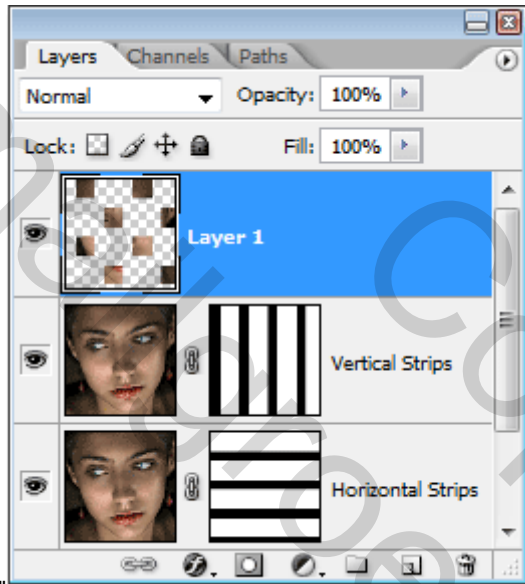 Layers Channels Paths
Normal Opacity: 100%
Lock: Fill: 100%
Layer 1
Vertical Strips
Horizontal Strips